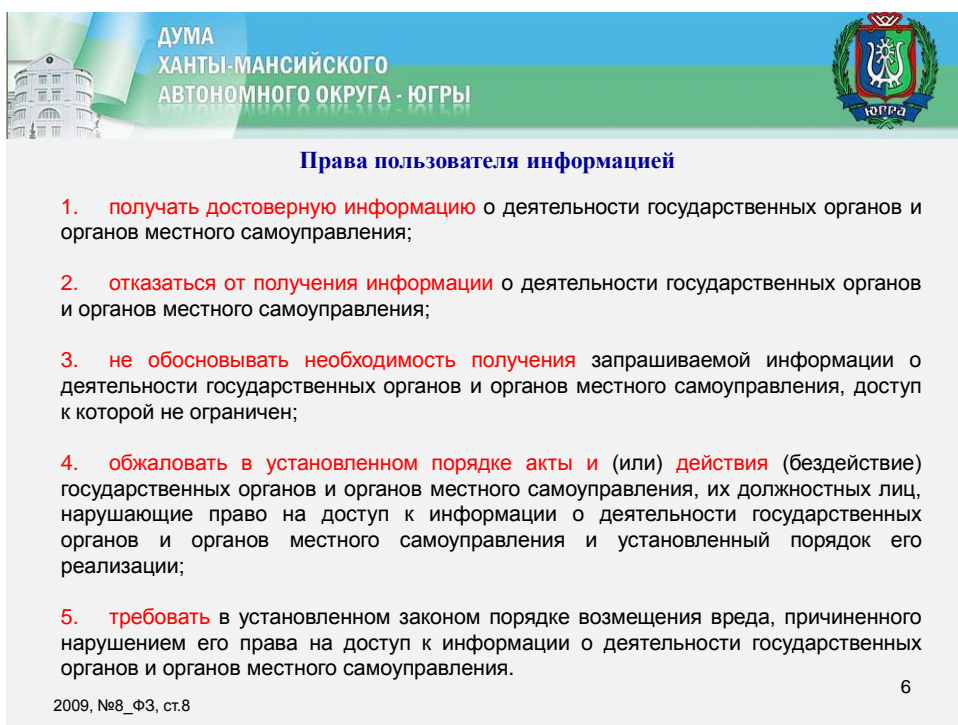 ДУМА
ХАНТЫ-МАНСИЙСКОГО
АВТОНОМНОГО ОКРУГА - ЮГРЫ
ЮГРА
Права пользователя информацией
1. получать достоверную информацию о деятельности государственных органов и
органов местного самоуправления;
2. отказаться от получения информации о деятельности государственных органов
и органов местного самоуправления;
3. не обосновывать необходимость получения запрашиваемой информации о
деятельности государственных органов и органов местного самоуправления, доступ
к которой не ограничен;
4. обжаловать в установленном порядке акты и (или) действия (бездействие)
государственных органов и органов местного самоуправления, их должностных лиц,
нарушающие право на доступ к информации о деятельности государственных
органов и органов местного самоуправления и установленный порядок его
реализации;
5. требовать в установленном законом порядке возмещения вреда, причиненного
нарушением его права на доступ к информации о деятельности государственных
органов и органов местного самоуправления.
6
2009, №8_ФЗ, ст.8